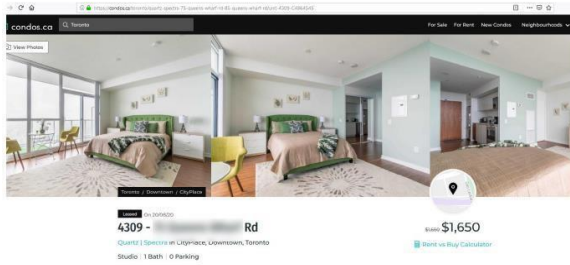 condos.ca
Toronto
For Sale For Rent New Condos Neighbourhoods
View Photos
Toronto / Downtown / CityPlace
Leased On
4309 - Rd
Quartz | Spectra in CityPlace, Downtown, Toronto
$1,650
Studio 1 Bath 0 Parking
Rent vs Buy Calculator